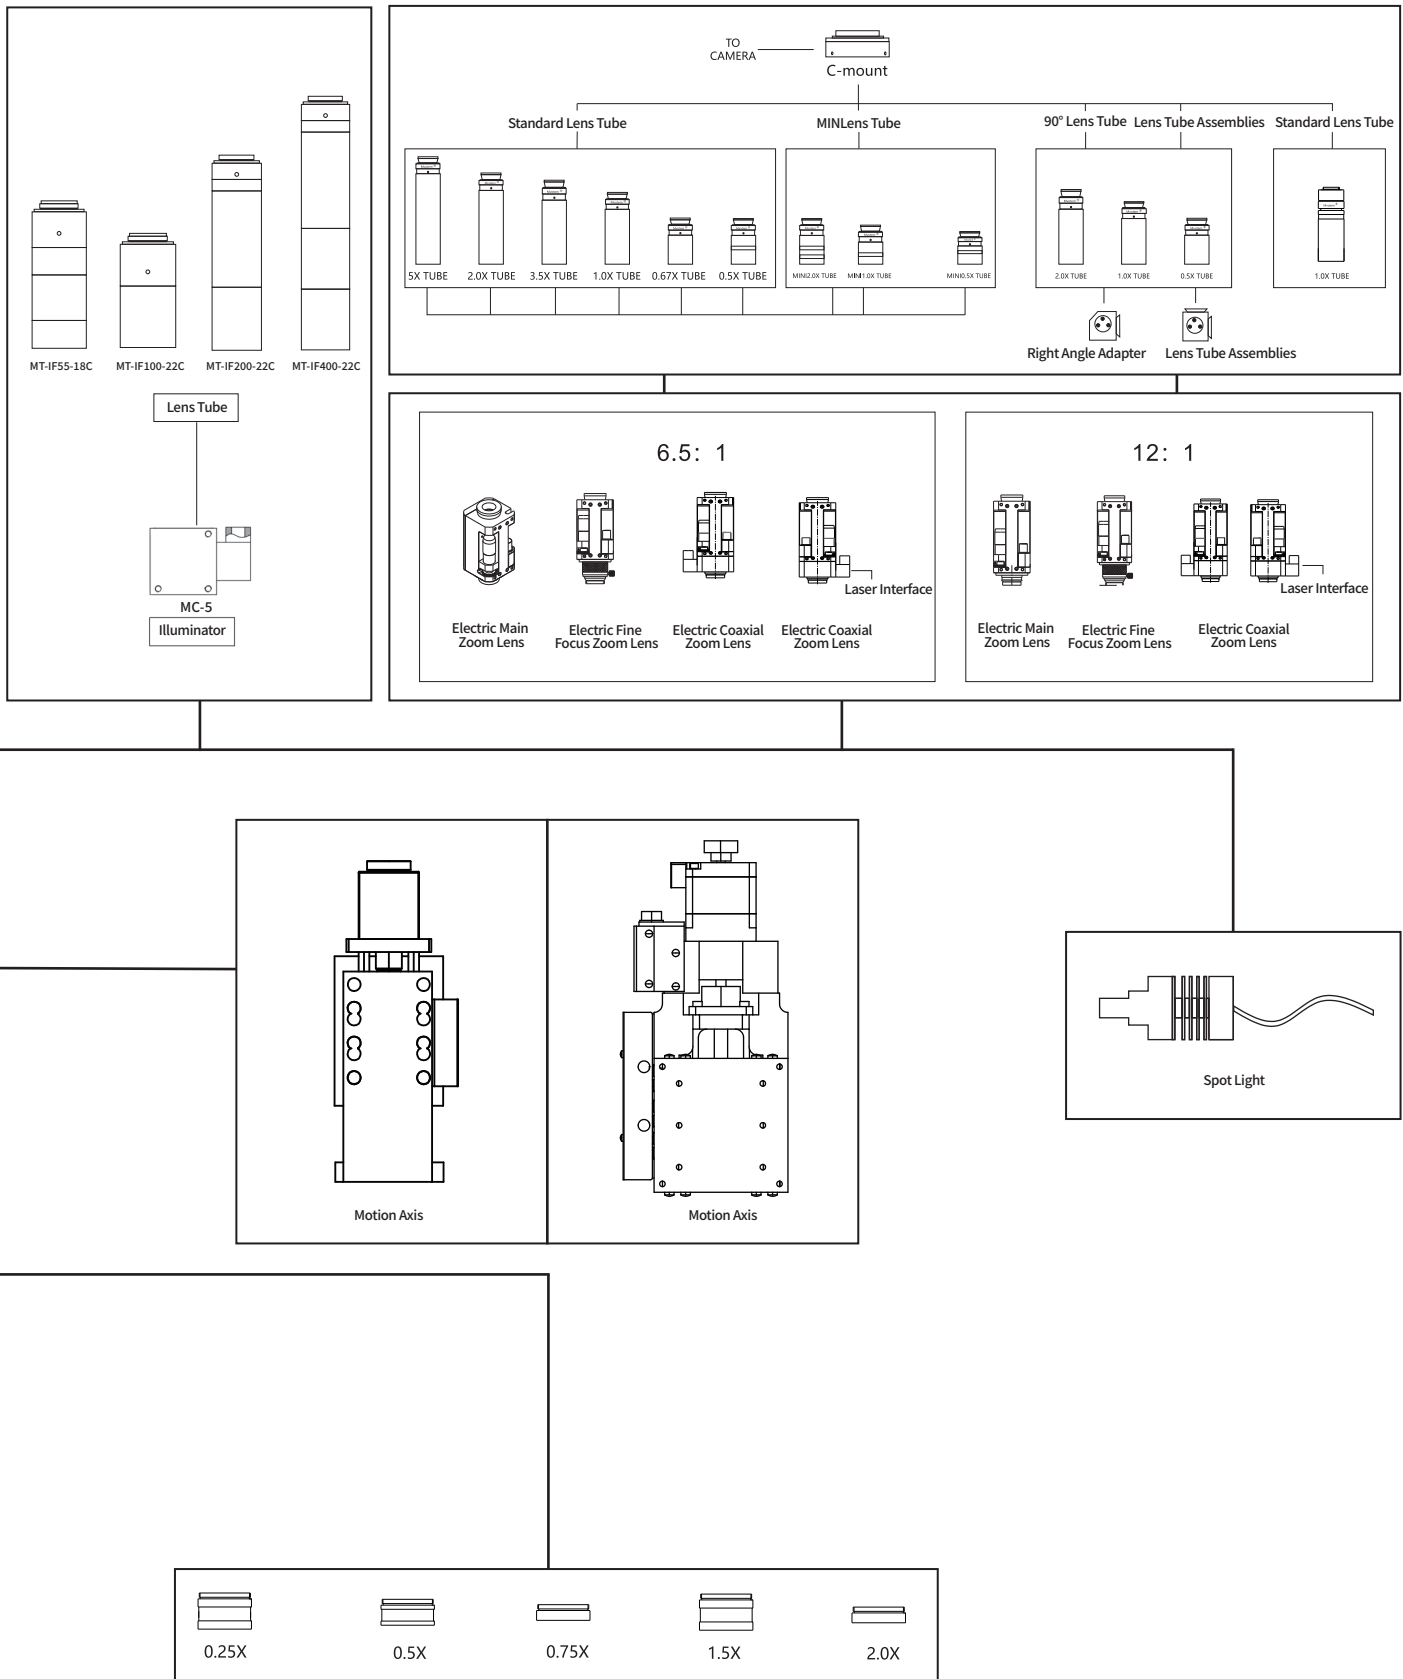 MT-IF55-18C
MT-IF100-22C
MT-IF200-22C
MT-IF400-22C
Lens Tube
MC-5
Illuminator
TO
CAMERA
C-mount
Standard Lens Tube
MINLens Tube
90° Lens Tube
Lens Tube Assemblies
Standard Lens Tube
5X TUBE
2.0X TUBE
3.5X TUBE
1.0X TUBE
0.67X TUBE
0.5X TUBE
MINI2.0X TUBE
MINI1.0X TUBE
MINI0.5X TUBE
2.0X TUBE
1.0X TUBE
0.5X TUBE
1.0X TUBE
Right Angle Adapter
Lens Tube Assemblies
6.5: 1
Laser Interface
Electric Main
Zoom Lens
Electric Fine
Focus Zoom Lens
Electric Coaxial
Zoom Lens
Electric Coaxial
Zoom Lens
12: 1
Laser Interface
Electric Main
Zoom Lens
Electric Fine
Focus Zoom Lens
Electric Coaxial
Zoom Lens
Motion Axis
Motion Axis
Spot Light
0.25X
0.5X
0.75X
1.5X
2.0X